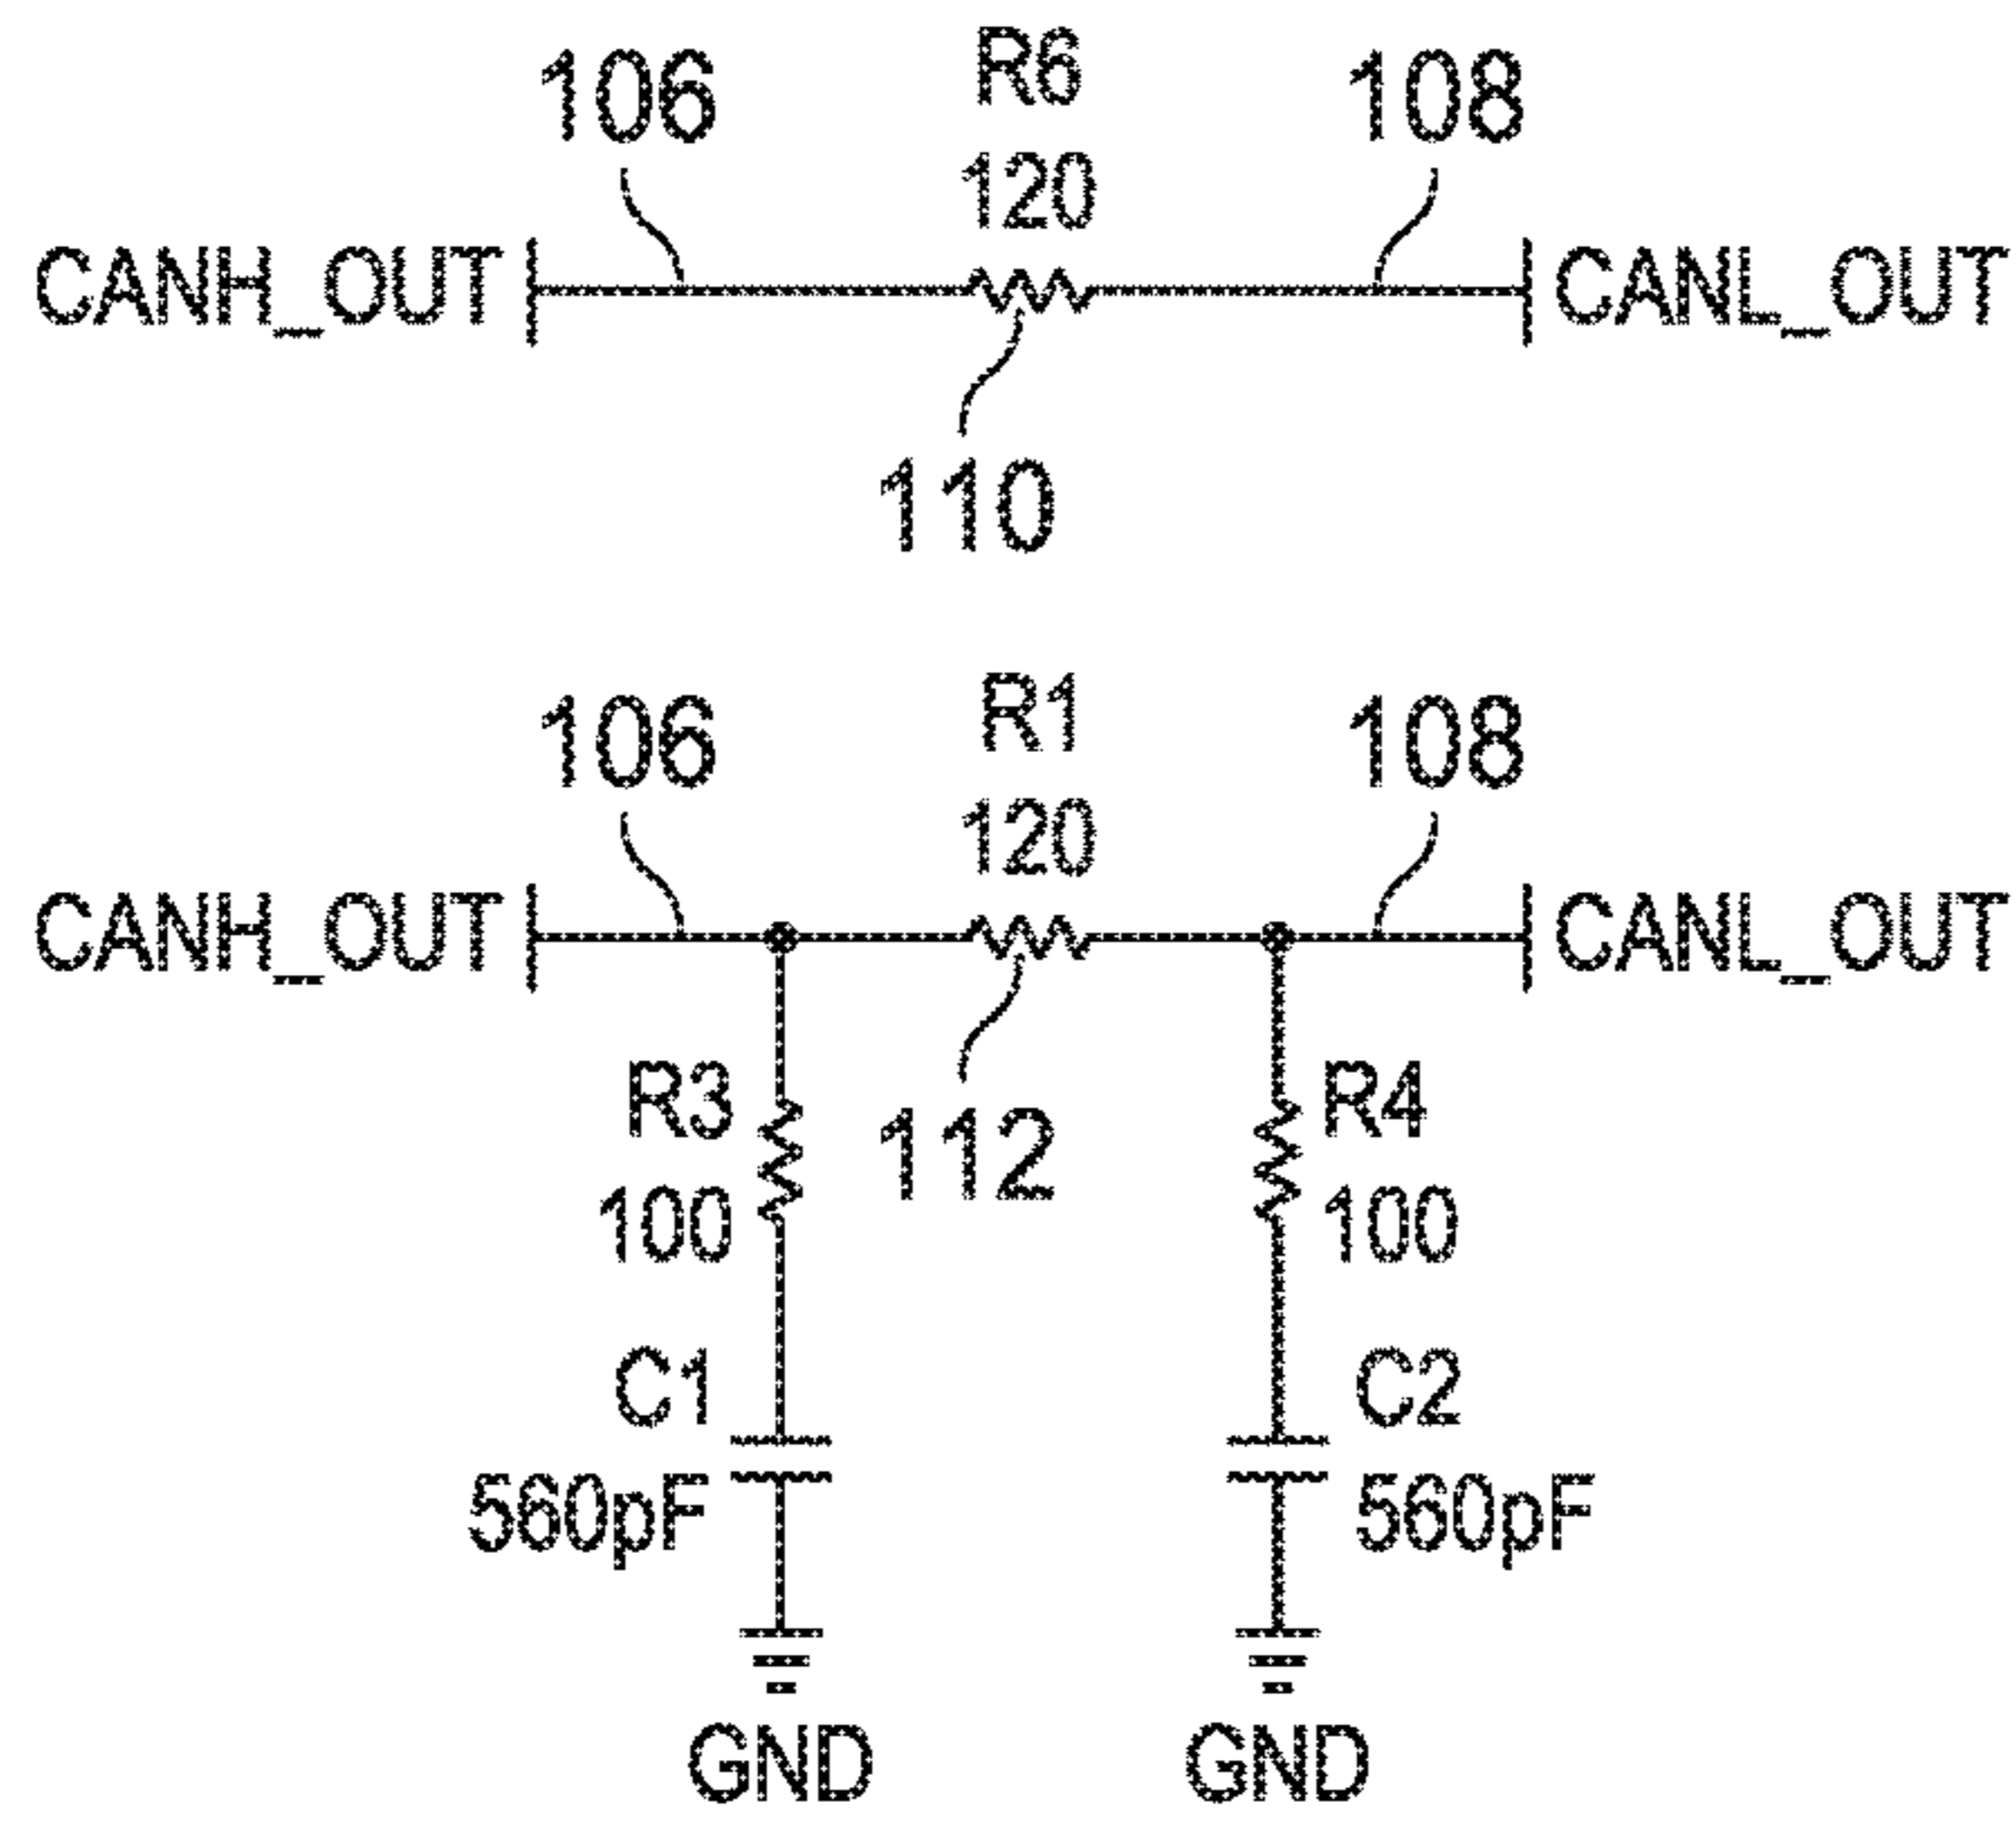 106
R6
108
120
CANH_OUT
CANL_OUT
110
106
R1
108
120
CANH_OUT
CANL_OUT
R3
112
R4
100
100
C1
C2
560pF
560pF
GND
GND